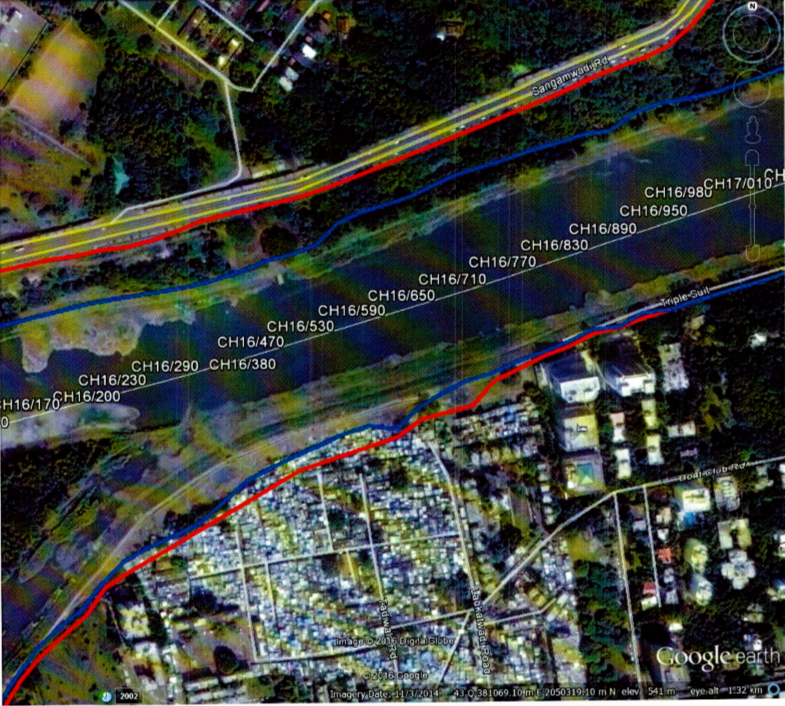 N
Sangamwadi Rd
CH
CH17/010
CH16/980
CH16/950
CH16/890
CH16/830
CH16/770
CH16/710
CH16/650
CH16/590
CH16/530
CH16/470
CH16/380
CH16/290
CH16/230
CH16/200
CH16/170
0
Boat Club Rd
Image © 2016 DigitalGlobe
© 2016 Google
Google earth
2002
Imagery Date: 11/3/2014 43 Q 381069.10 m E 2050319.10 m N elev 541 m eye alt 1.32 km